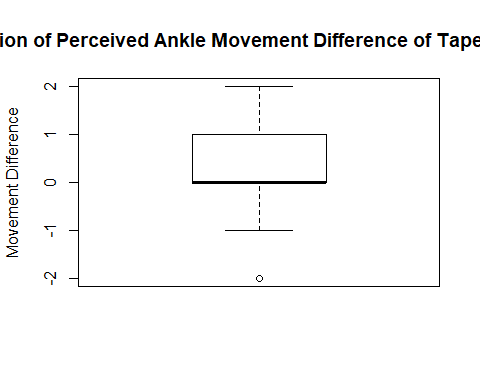 ion of Perceived Ankle Movement Difference of Tape
Movement Difference
2
1
0
-1
-2